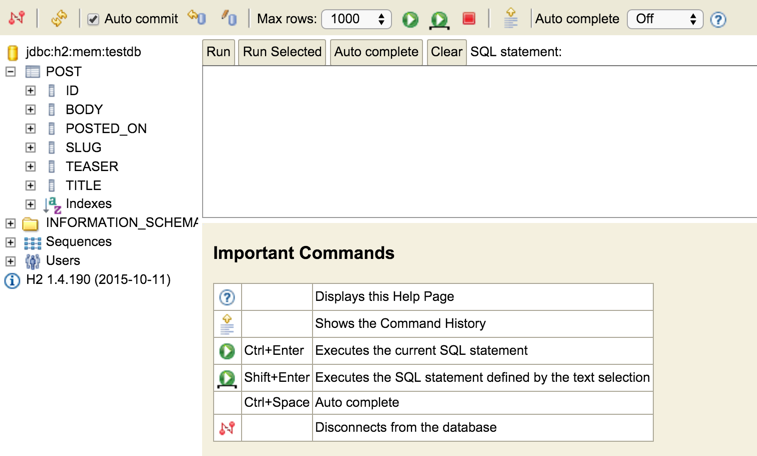 Auto commit Max rows: 1000 Auto complete Off
jdbc:h2:mem:testdb
POST
ID
BODY
POSTED_ON
SLUG
TEASER
TITLE
Indexes
INFORMATION_SCHEMA
Sequences
Users
H2 1.4.190 (2015-10-11)
Run Run Selected Auto complete Clear SQL statement:
Important Commands
Displays this Help Page
Shows the Command History
Ctrl+Enter Executes the current SQL statement
Shift+Enter Executes the SQL statement defined by the text selection
Ctrl+Space Auto complete
Disconnects from the database